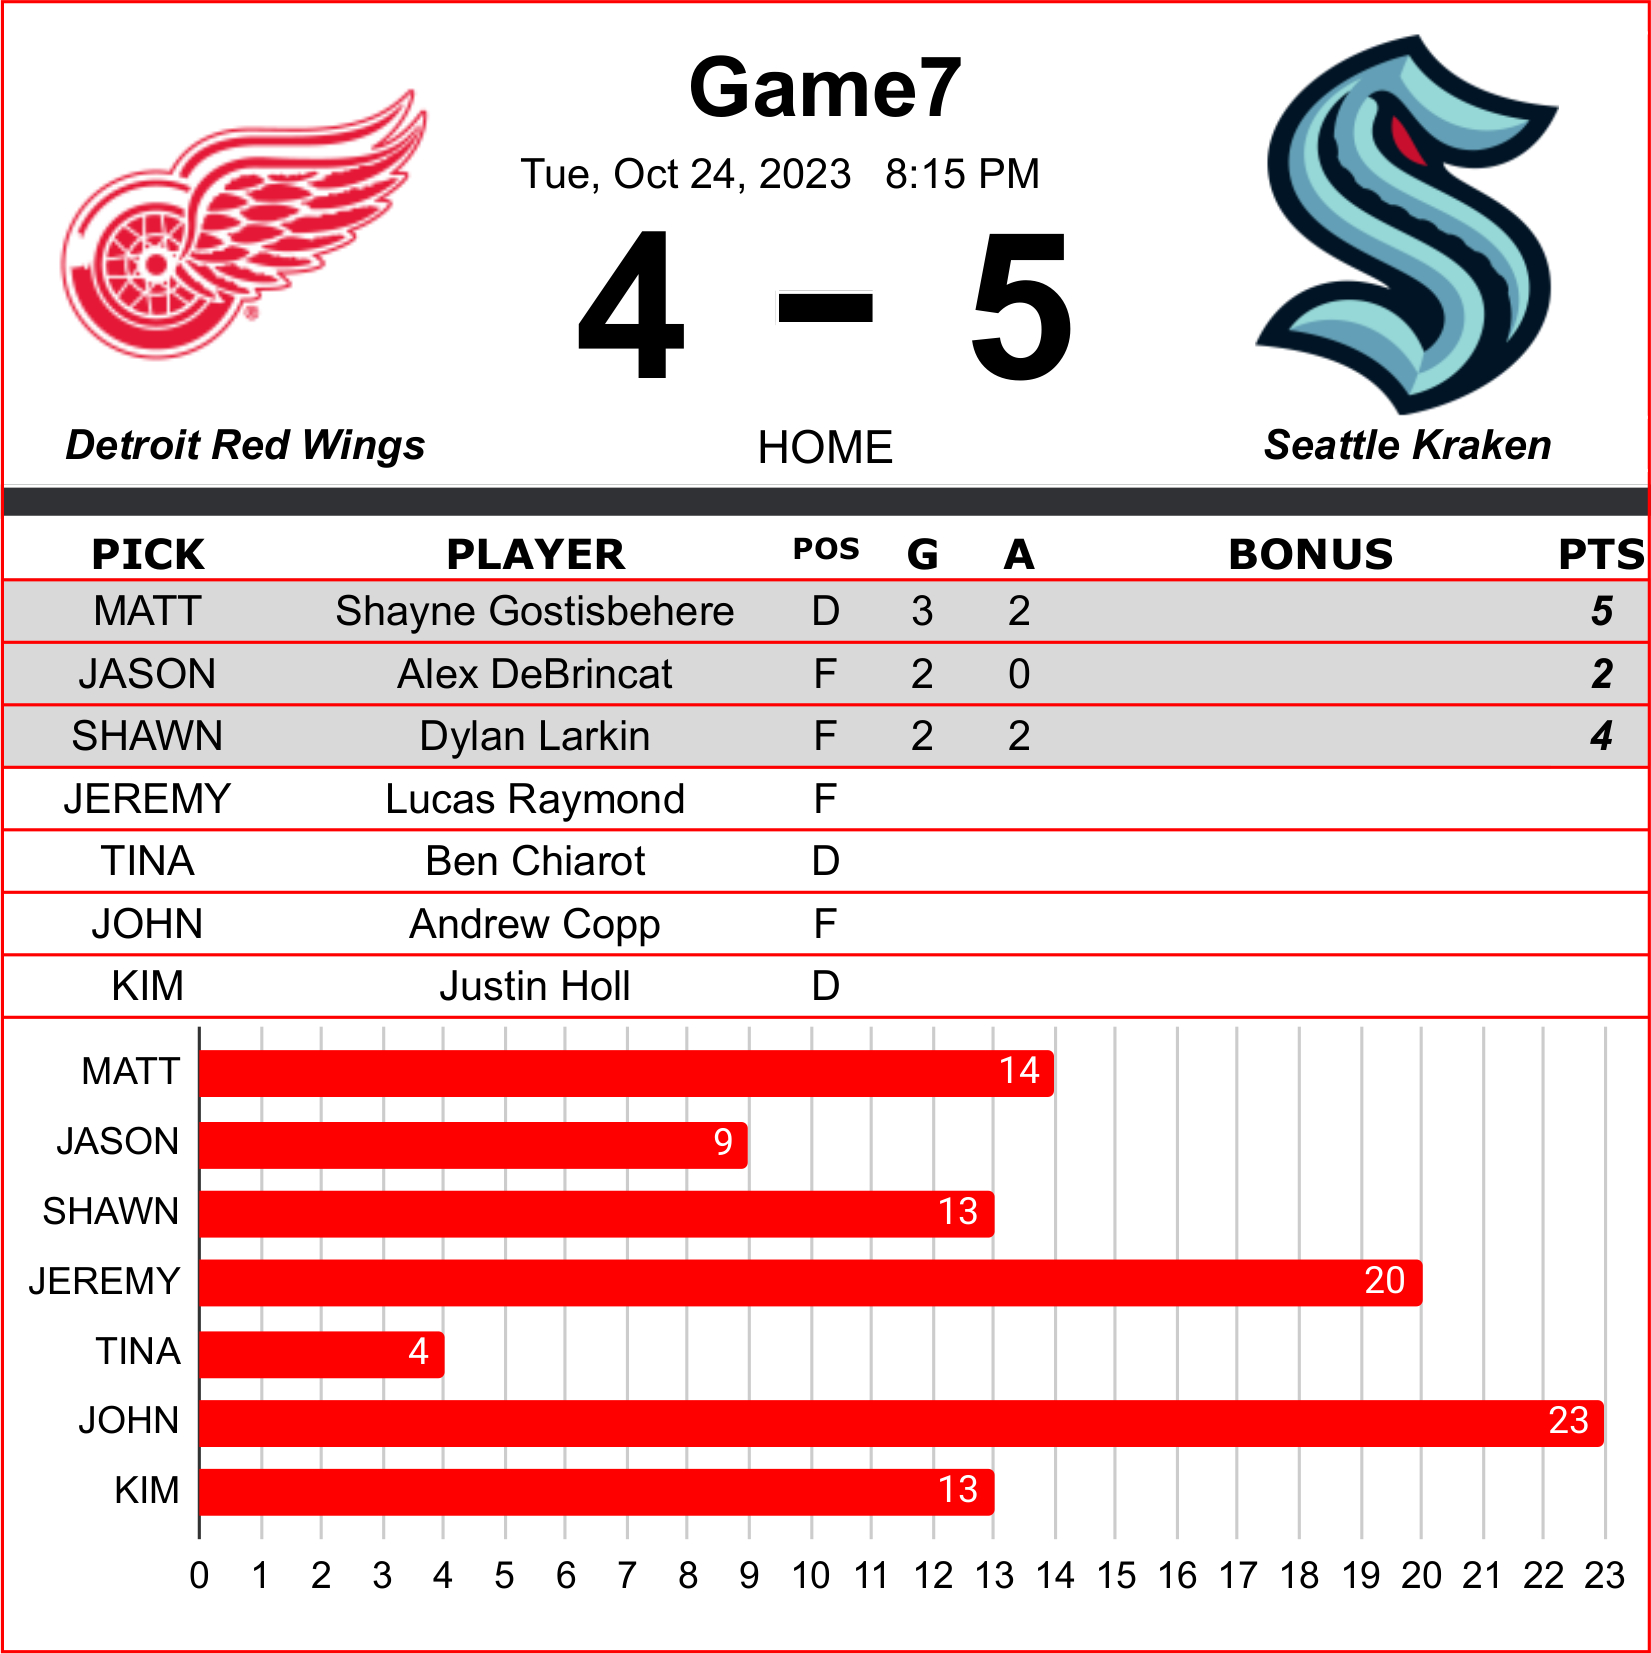 Game7
Tue, Oct 24, 2023 8:15 PM
4 – 5
®
Detroit Red Wings HOME Seattle Kraken
PICK PLAYER POS G A BONUS PTS
MATT Shayne Gostisbehere D 3 2 5
JASON Alex DeBrincat F 2 0 2
SHAWN Dylan Larkin F 2 2 4
JEREMY Lucas Raymond F
TINA Ben Chiarot D
JOHN Andrew Copp F
KIM Justin Holl D
MATT 14
JASON 9
SHAWN 13
JEREMY 20
TINA 4
JOHN 23
KIM 13
0 1 2 3 4 5 6 7 8 9 10 11 12 13 14 15 16 17 18 19 20 21 22 23